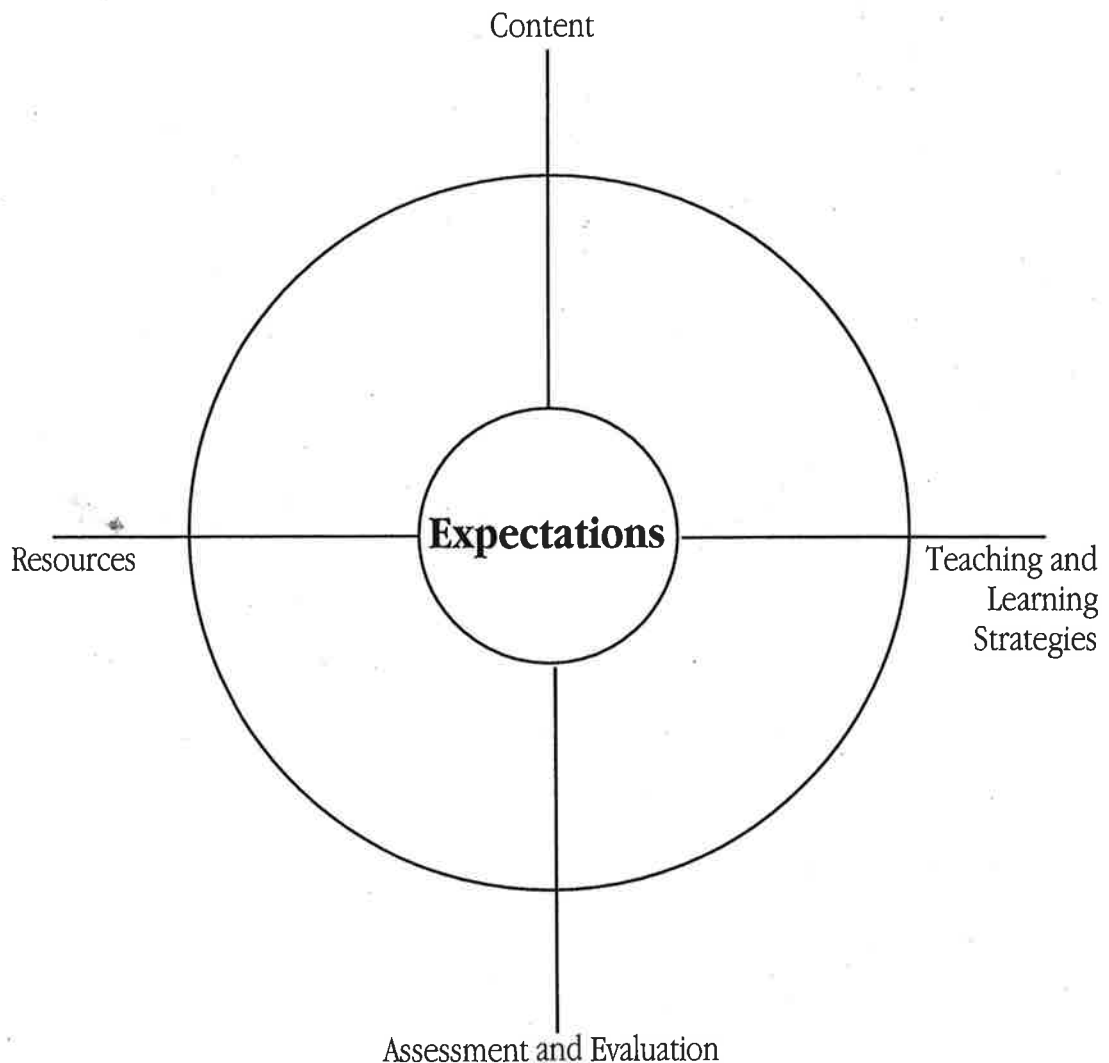 Content
Expectations
Resources
Teaching and
Learning
Strategies
Assessment and Evaluation